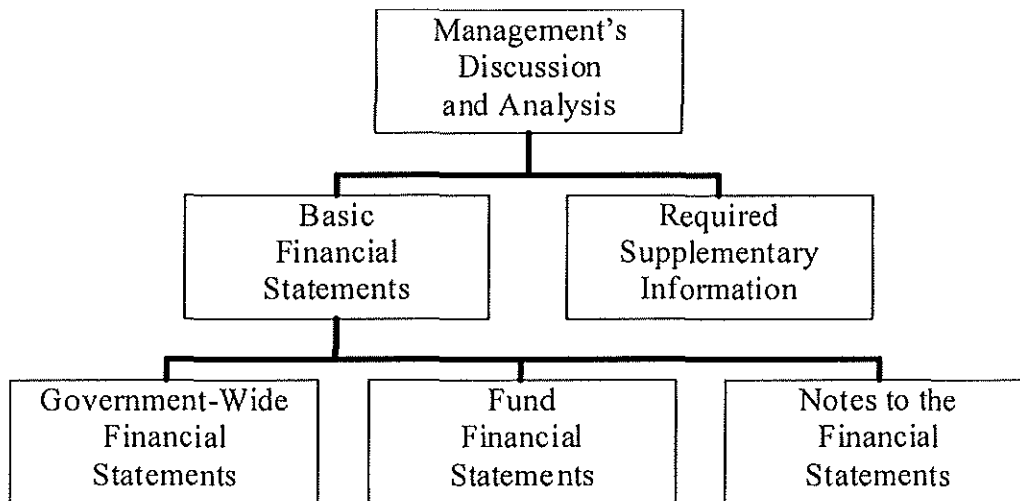 Management's
Discussion
and Analysis
Basic
Financial
Statements
Required
Supplementary
Information
Government-Wide
Financial
Statements
Fund
Financial
Statements
Notes to the
Financial
Statements